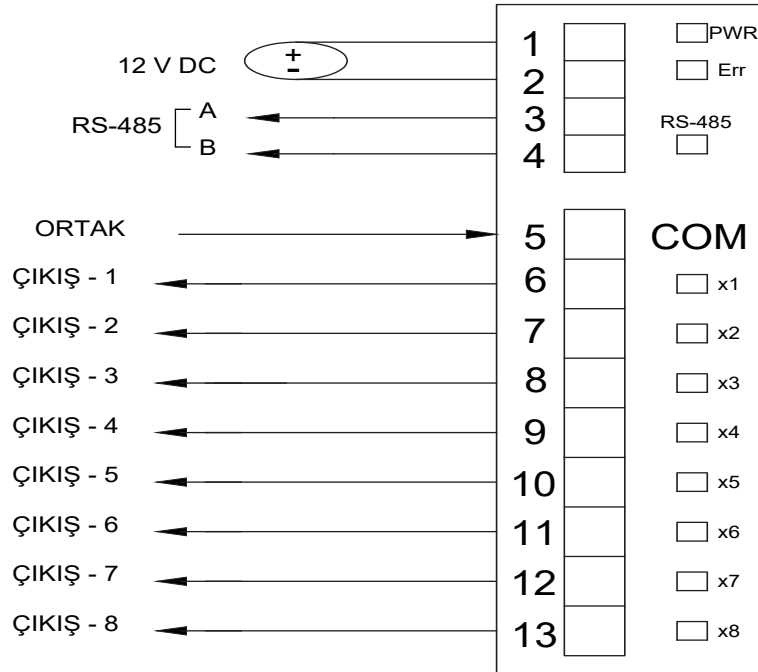 1 PWR
12 V DC + - 2 Err
A 3
RS-485 RS-485
B 4
ORTAK 5 COM
ÇIKIŞ - 1 6 x1
ÇIKIŞ - 2 7 x2
ÇIKIŞ - 3 8 x3
ÇIKIŞ - 4 9 x4
ÇIKIŞ - 5 10 x5
ÇIKIŞ - 6 11 x6
ÇIKIŞ - 7 12 x7
ÇIKIŞ - 8 13 x8